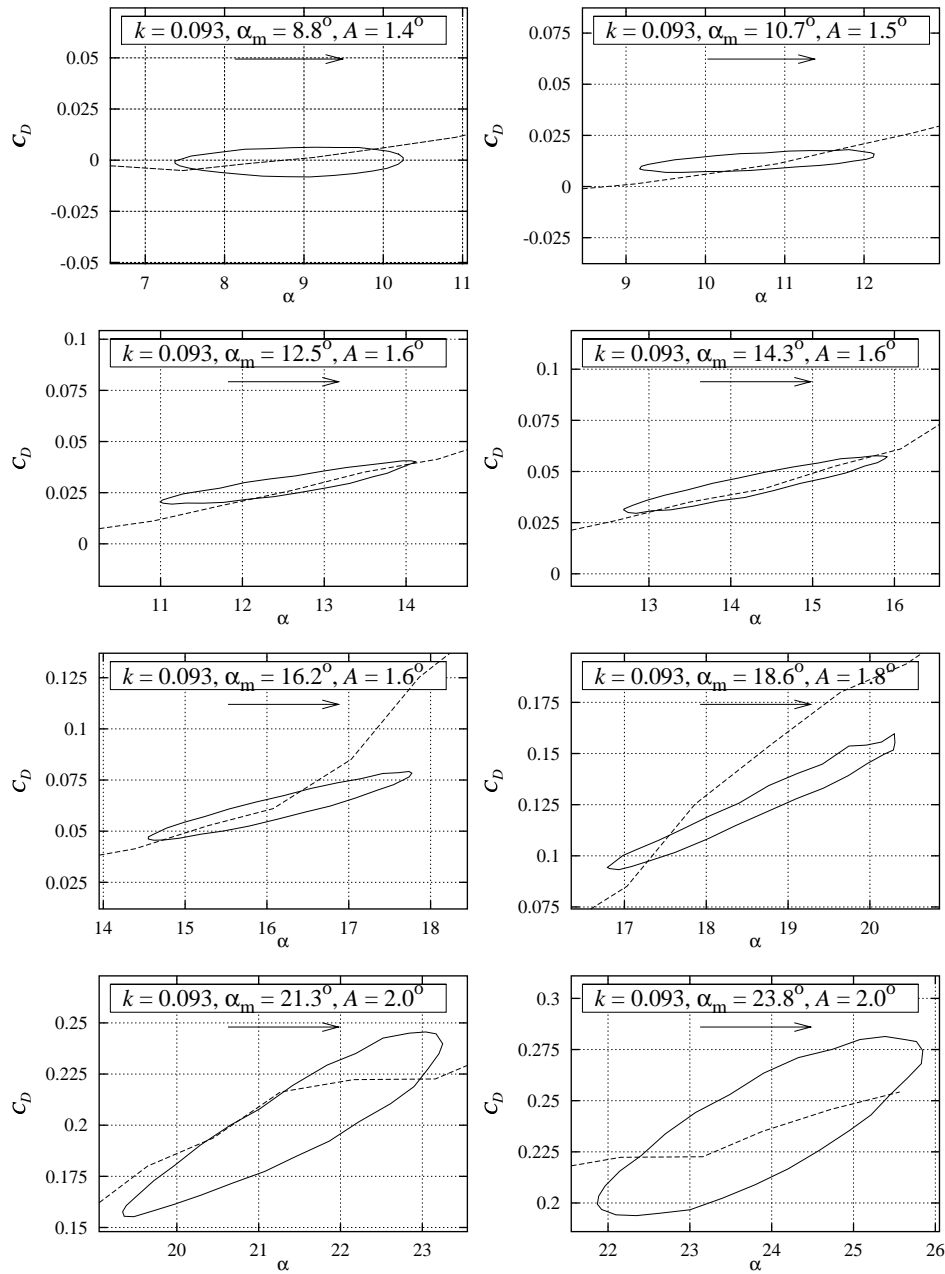 k = 0.093, αm = 8.8°, A = 1.4°
0.05
0.025
0
-0.025
-0.05
CD
7 8 9 10 11
α
k = 0.093, αm = 10.7°, A = 1.5°
0.075
0.05
0.025
0
-0.025
CD
9 10 11 12
α
k = 0.093, αm = 12.5°, A = 1.6°
0.1
0.075
0.05
0.025
0
CD
11 12 13 14
α
k = 0.093, αm = 14.3°, A = 1.6°
0.1
0.075
0.05
0.025
0
CD
13 14 15 16
α
k = 0.093, αm = 16.2°, A = 1.6°
0.125
0.1
0.075
0.05
0.025
CD
14 15 16 17 18
α
k = 0.093, αm = 18.6°, A = 1.8°
0.175
0.15
0.125
0.1
0.075
CD
17 18 19 20
α
k = 0.093, αm = 21.3°, A = 2.0°
0.25
0.225
0.2
0.175
0.15
CD
20 21 22 23
α
k = 0.093, αm = 23.8°, A = 2.0°
0.3
0.275
0.25
0.225
0.2
CD
22 23 24 25 26
α